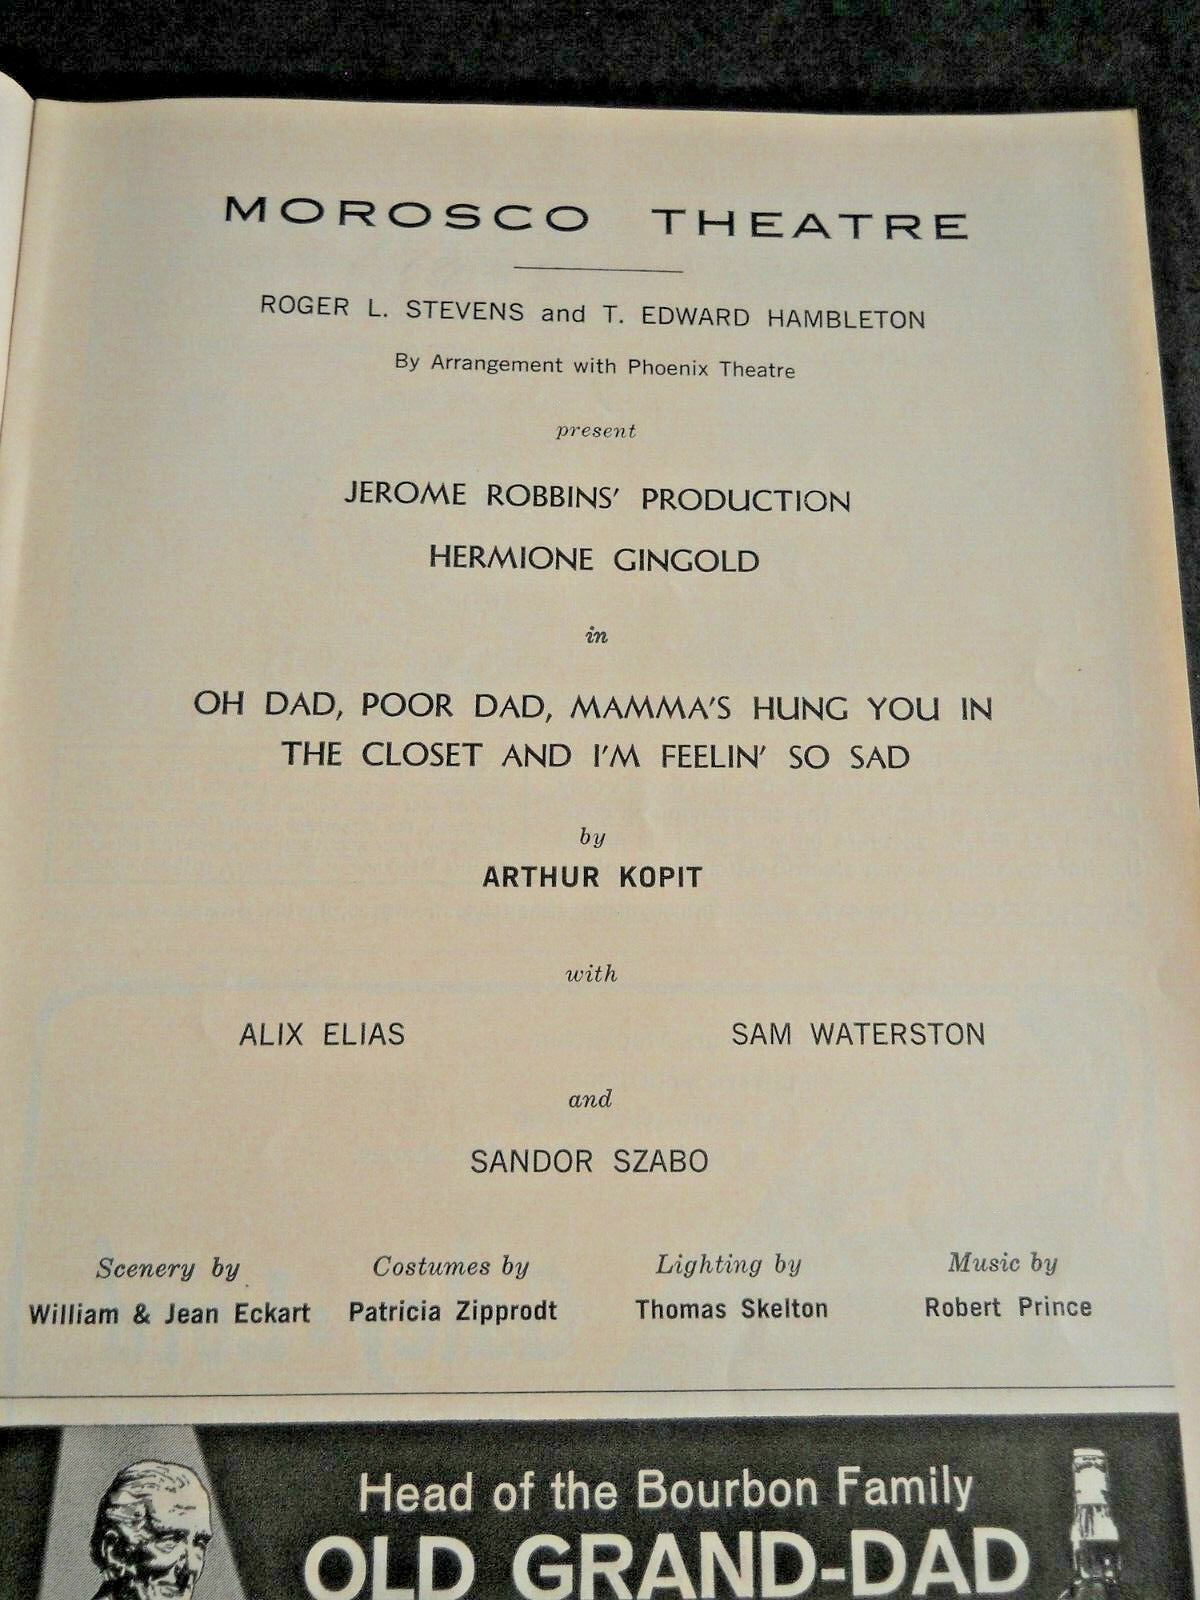 MOROSCO THEATRE
ROGER L. STEVENS and T. EDWARD HAMBLETON
By Arrangement with Phoenix Theatre
present
JEROME ROBBINS' PRODUCTION
HERMIONE GINGOLD
in
OH DAD, POOR DAD, MAMMA'S HUNG YOU IN
THE CLOSET AND I'M FEELIN' SO SAD
by
ARTHUR KOPIT
with
ALIX ELIAS SAM WATERSTON
and
SANDOR SZABO
Scenery by Costumes by Lighting by Music by
William & Jean Eckart Patricia Zipprodt Thomas Skelton Robert Prince
Head of the Bourbon Family
OLD GRAND-DAD